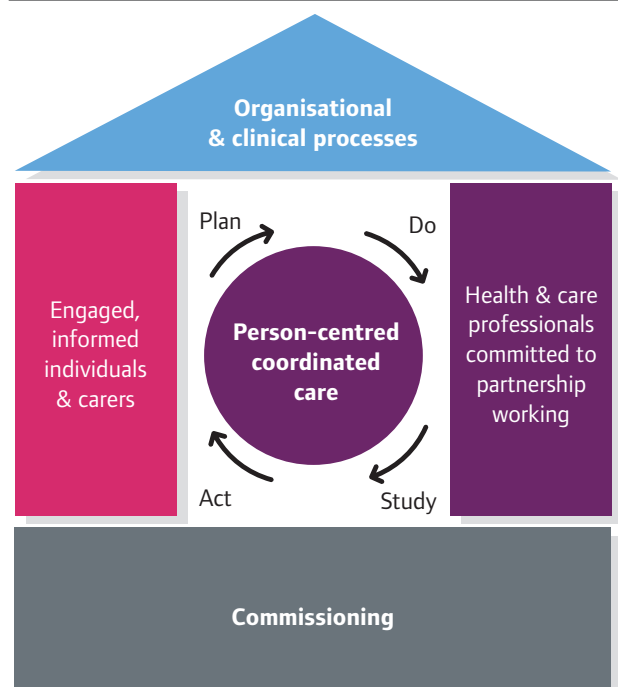 Organisational
& clinical processes
Plan
Do
Engaged,
informed
individuals
& carers
Person-centred
coordinated
care
Health & care
professionals
committed to
partnership
working
Act
Study
Commissioning